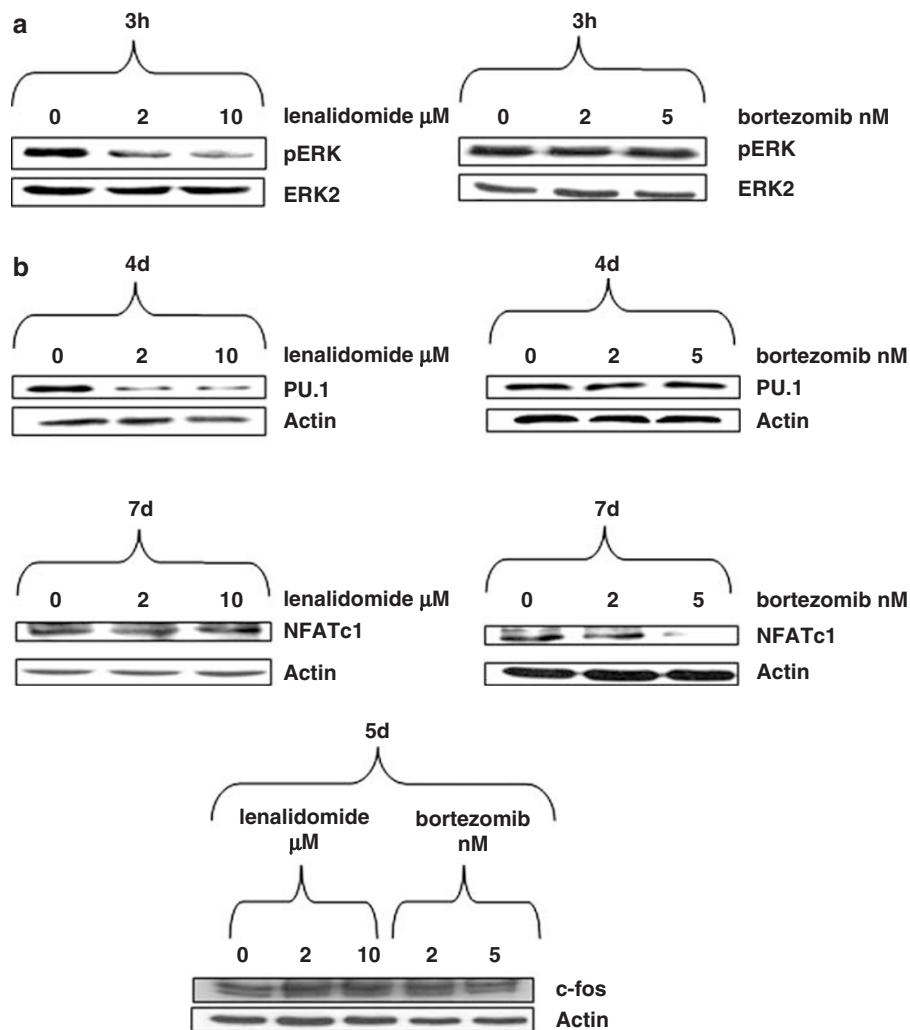 a
3h
3h
0 2 10 lenalidomide μM
0 2 5 bortezomib nM
pERK
pERK
ERK2
ERK2
b
4d
4d
0 2 10 lenalidomide μM
0 2 5 bortezomib nM
PU.1
PU.1
Actin
Actin
7d
7d
0 2 10 lenalidomide μM
0 2 5 bortezomib nM
NFATc1
NFATc1
Actin
Actin
5d
lenalidomide
μM
bortezomib
nM
0 2 10 2 5
c-fos
Actin